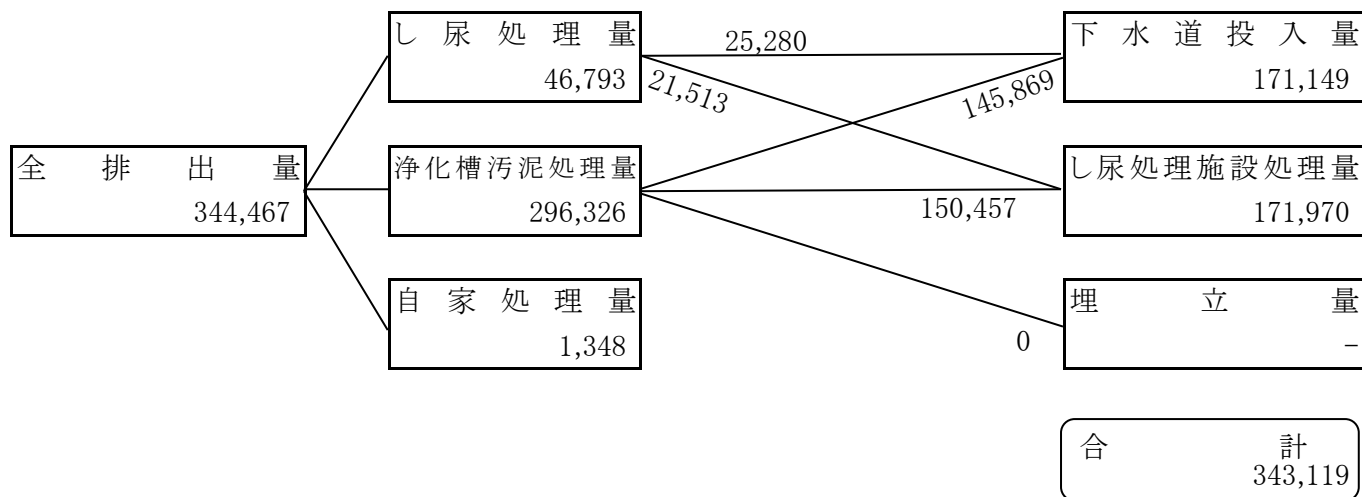 し尿処理量
46,793
25,280
21,513
下水道投入量
171,149
145,869
全排出量
344,467
浄化槽汚泥処理量
296,326
150,457
し尿処理施設処理量
171,970
自家処理量
1,348
0
埋立量
-
合計
343,119